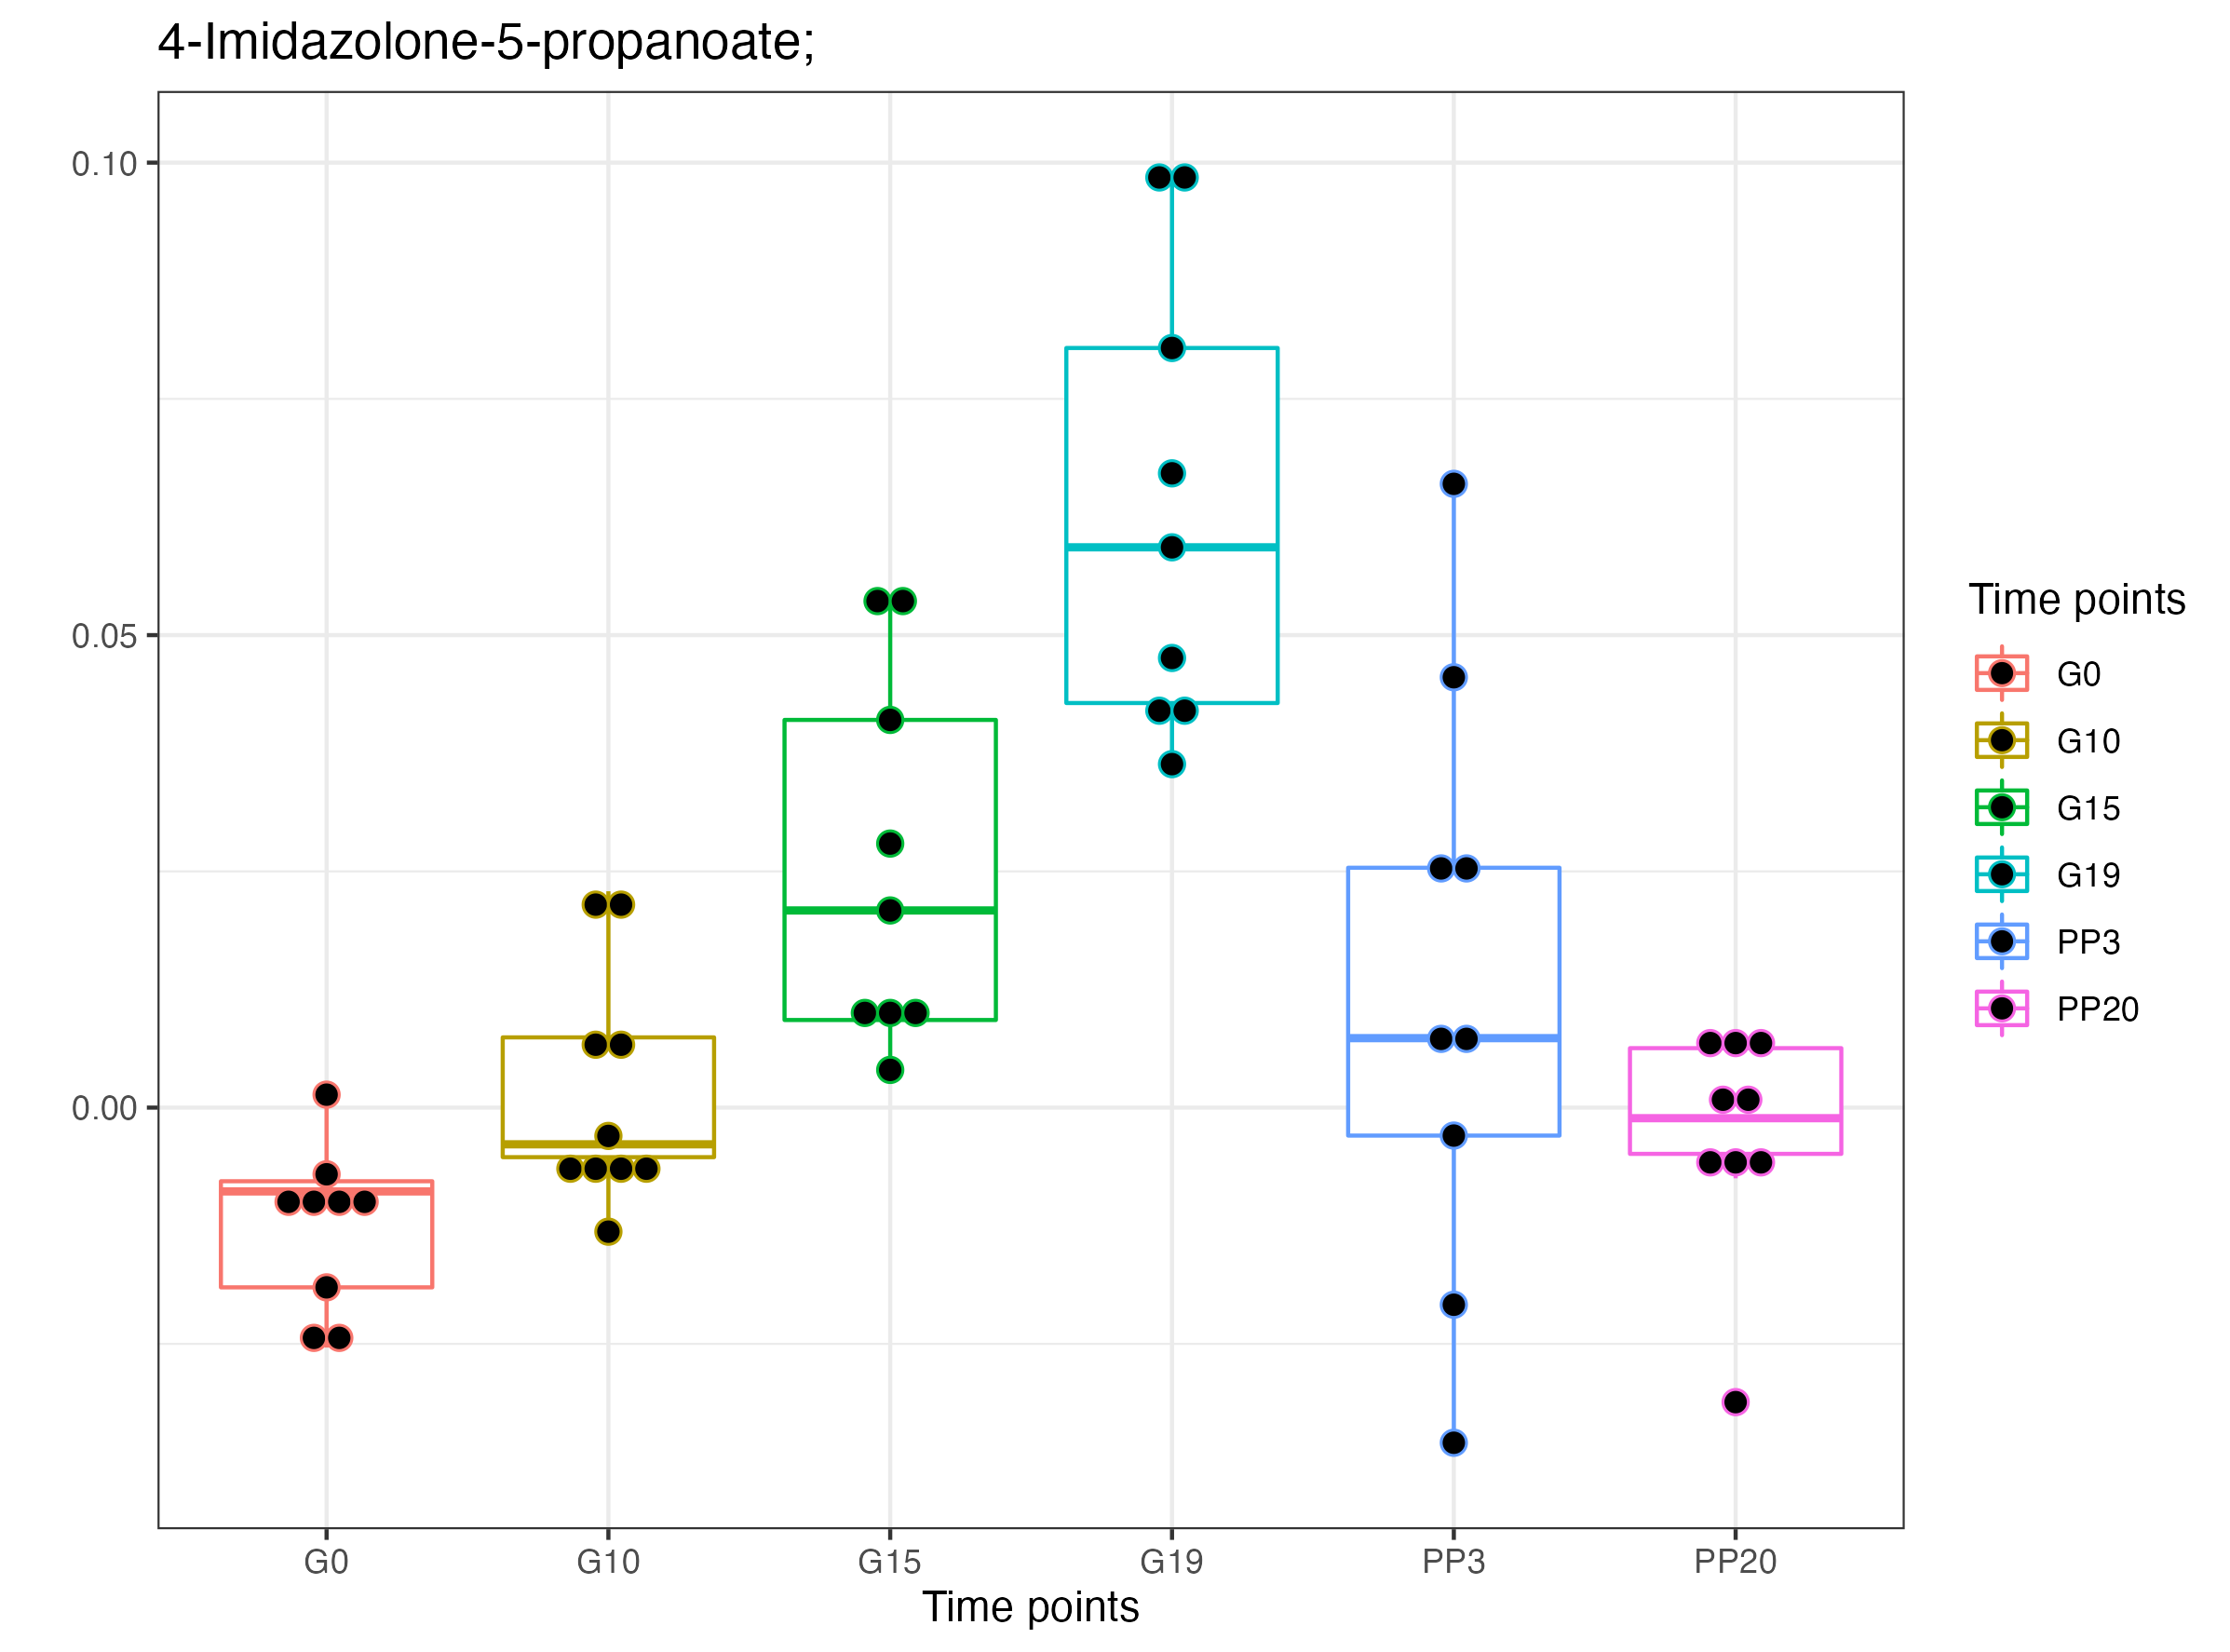 4-Imidazolone-5-propanoate;
0.10
0.05
0.00
G0 G10 G15 G19 PP3 PP20
Time points
Time points
G0
G10
G15
G19
PP3
PP20